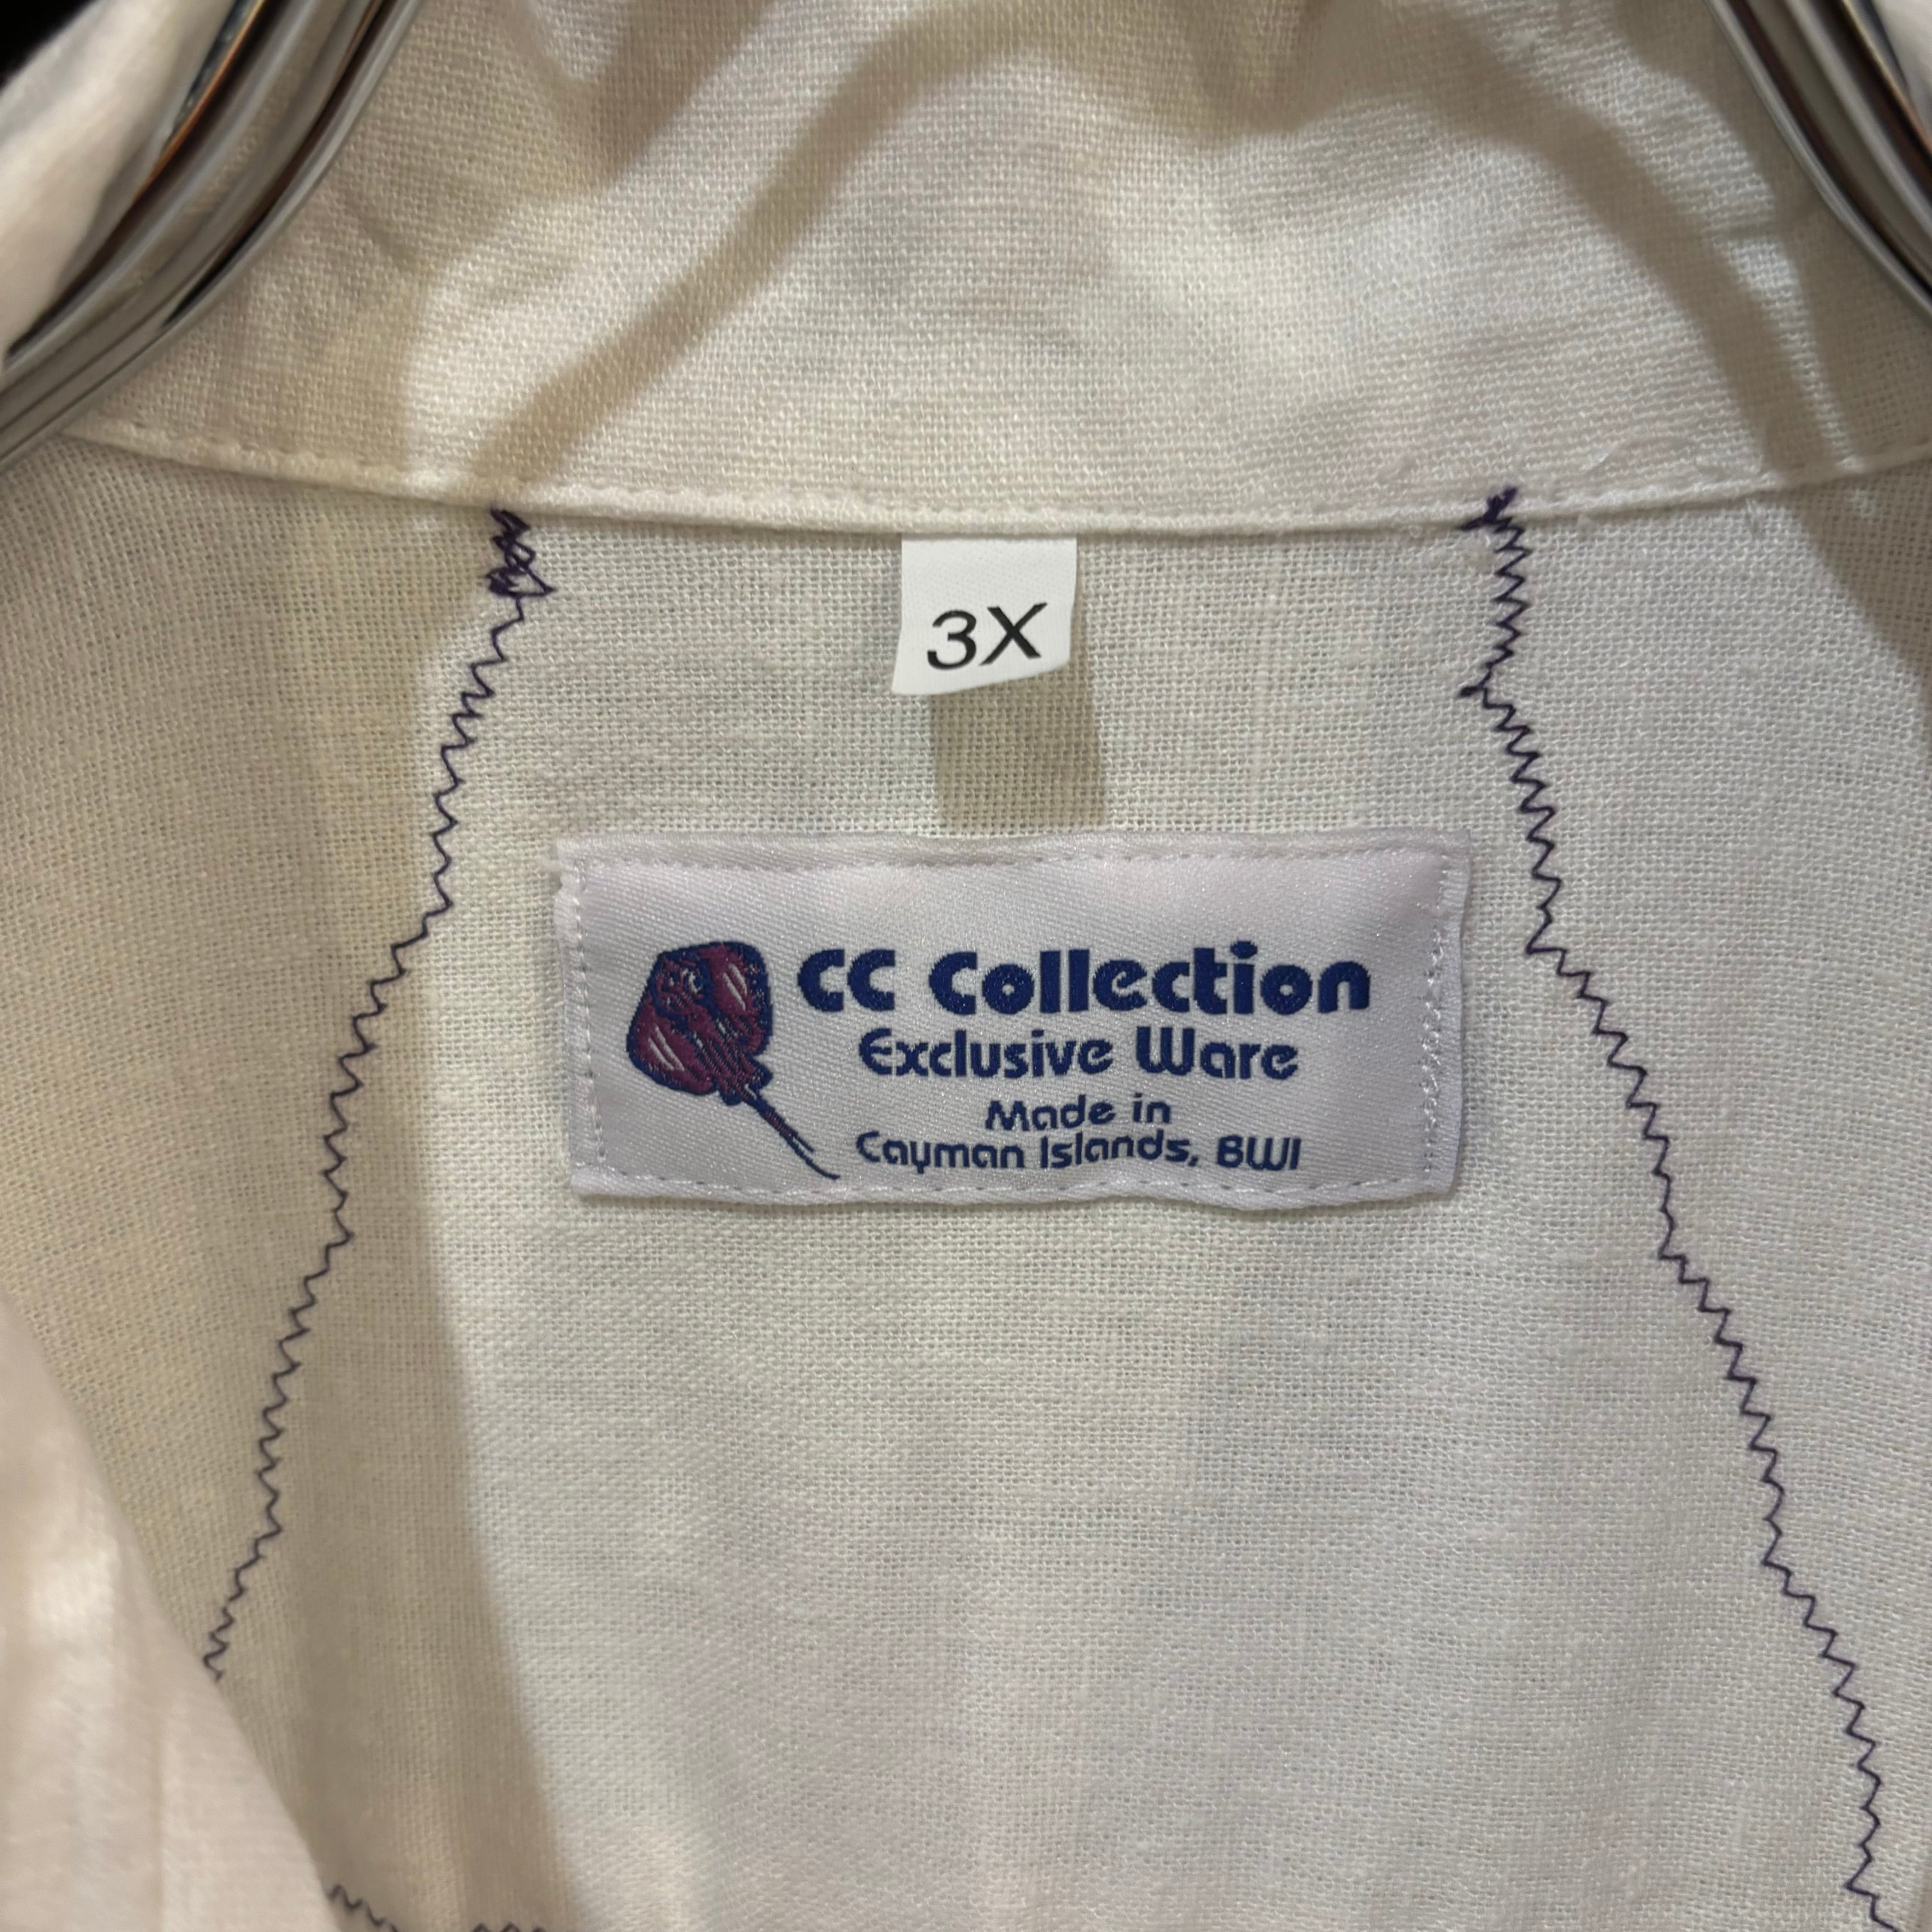 3X
CC Collection
Exclusive Ware
Made in
Cayman Islands, BWI